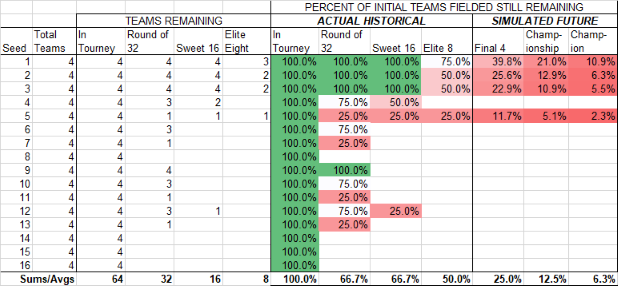 PERCENT OF INITIAL TEAMS FIELDED STILL REMAINING
TEAMS REMAINING ACTUAL HISTORICAL SIMULATED FUTURE
Total In Round of Elite In Round of Champ- Champ-
Seed Teams Tourney 32 Sweet 16 Eight Tourney 32 Sweet 16 Elite 8 Final 4 ionship ion
1 4 4 4 4 3 100.0% 100.0% 100.0% 75.0% 39.8% 21.0% 10.9%
2 4 4 4 4 2 100.0% 100.0% 100.0% 50.0% 25.6% 12.9% 6.3%
3 4 4 4 4 2 100.0% 100.0% 100.0% 50.0% 22.9% 10.9% 5.5%
4 4 4 3 2 100.0% 75.0% 50.0%
5 4 4 1 1 1 100.0% 25.0% 25.0% 25.0% 11.7% 5.1% 2.3%
6 4 4 3 100.0% 75.0%
7 4 4 1 100.0% 25.0%
8 4 4 100.0%
9 4 4 4 100.0% 100.0%
10 4 4 3 100.0% 75.0%
11 4 4 1 100.0% 25.0%
12 4 4 3 1 100.0% 75.0% 25.0%
13 4 4 1 100.0% 25.0%
14 4 4 100.0%
15 4 4 100.0%
16 4 4 100.0%
Sums/Avgs 64 32 16 8 100.0% 66.7% 66.7% 50.0% 25.0% 12.5% 6.3%